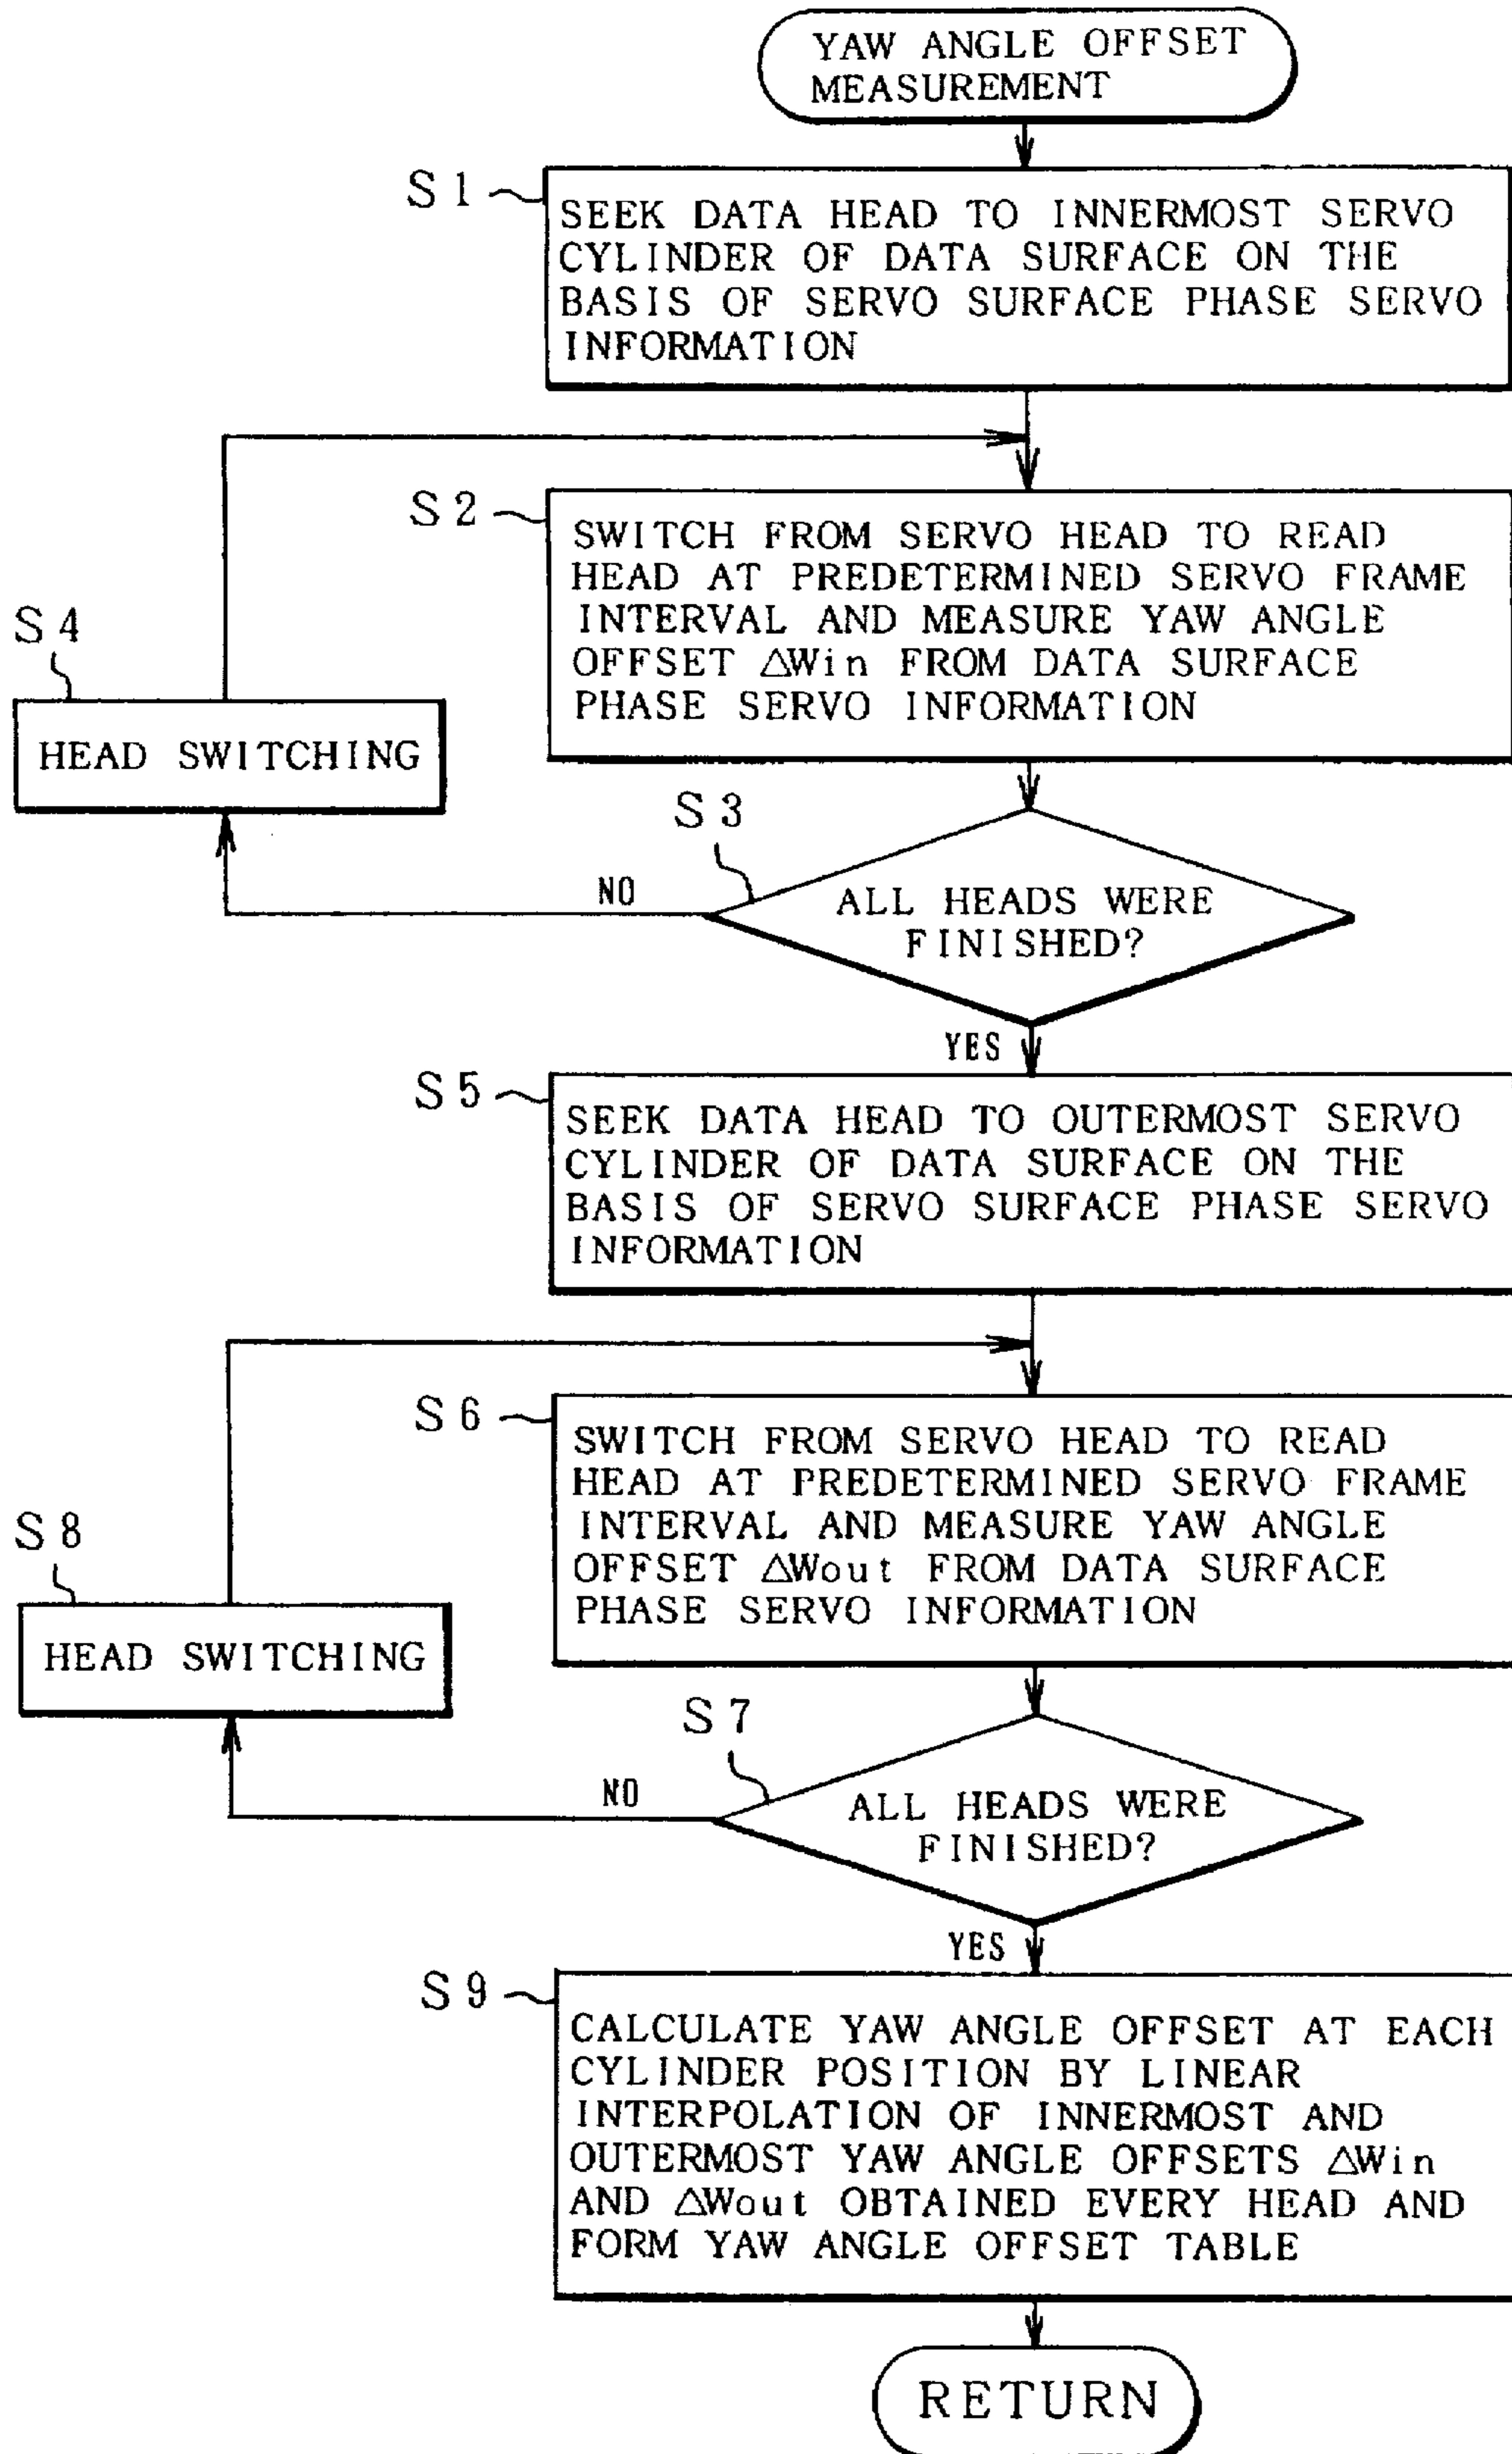 YAW ANGLE OFFSET
MEASUREMENT
S1
SEEK DATA HEAD TO INNERMOST SERVO
CYLINDER OF DATA SURFACE ON THE
BASIS OF SERVO SURFACE PHASE SERVO
INFORMATION
S2
SWITCH FROM SERVO HEAD TO READ
HEAD AT PREDETERMINED SERVO FRAME
INTERVAL AND MEASURE YAW ANGLE
OFFSET △Win FROM DATA SURFACE
PHASE SERVO INFORMATION
S4
HEAD SWITCHING
S3
NO
ALL HEADS WERE
FINISHED?
YES
S5
SEEK DATA HEAD TO OUTERMOST SERVO
CYLINDER OF DATA SURFACE ON THE
BASIS OF SERVO SURFACE PHASE SERVO
INFORMATION
S6
SWITCH FROM SERVO HEAD TO READ
HEAD AT PREDETERMINED SERVO FRAME
INTERVAL AND MEASURE YAW ANGLE
OFFSET △Wout FROM DATA SURFACE
PHASE SERVO INFORMATION
S8
HEAD SWITCHING
S7
NO
ALL HEADS WERE
FINISHED?
YES
S9
CALCULATE YAW ANGLE OFFSET AT EACH
CYLINDER POSITION BY LINEAR
INTERPOLATION OF INNERMOST AND
OUTERMOST YAW ANGLE OFFSETS △Win
AND △Wout OBTAINED EVERY HEAD AND
FORM YAW ANGLE OFFSET TABLE
RETURN